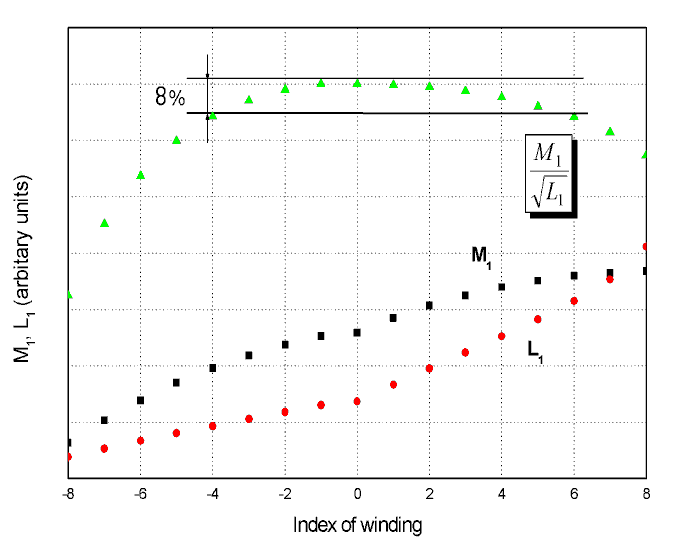 8%
M₁
√L₁
M₁
L₁
M₁, L₁ (arbitary units)
-8 -6 -4 -2 0 2 4 6 8
Index of winding